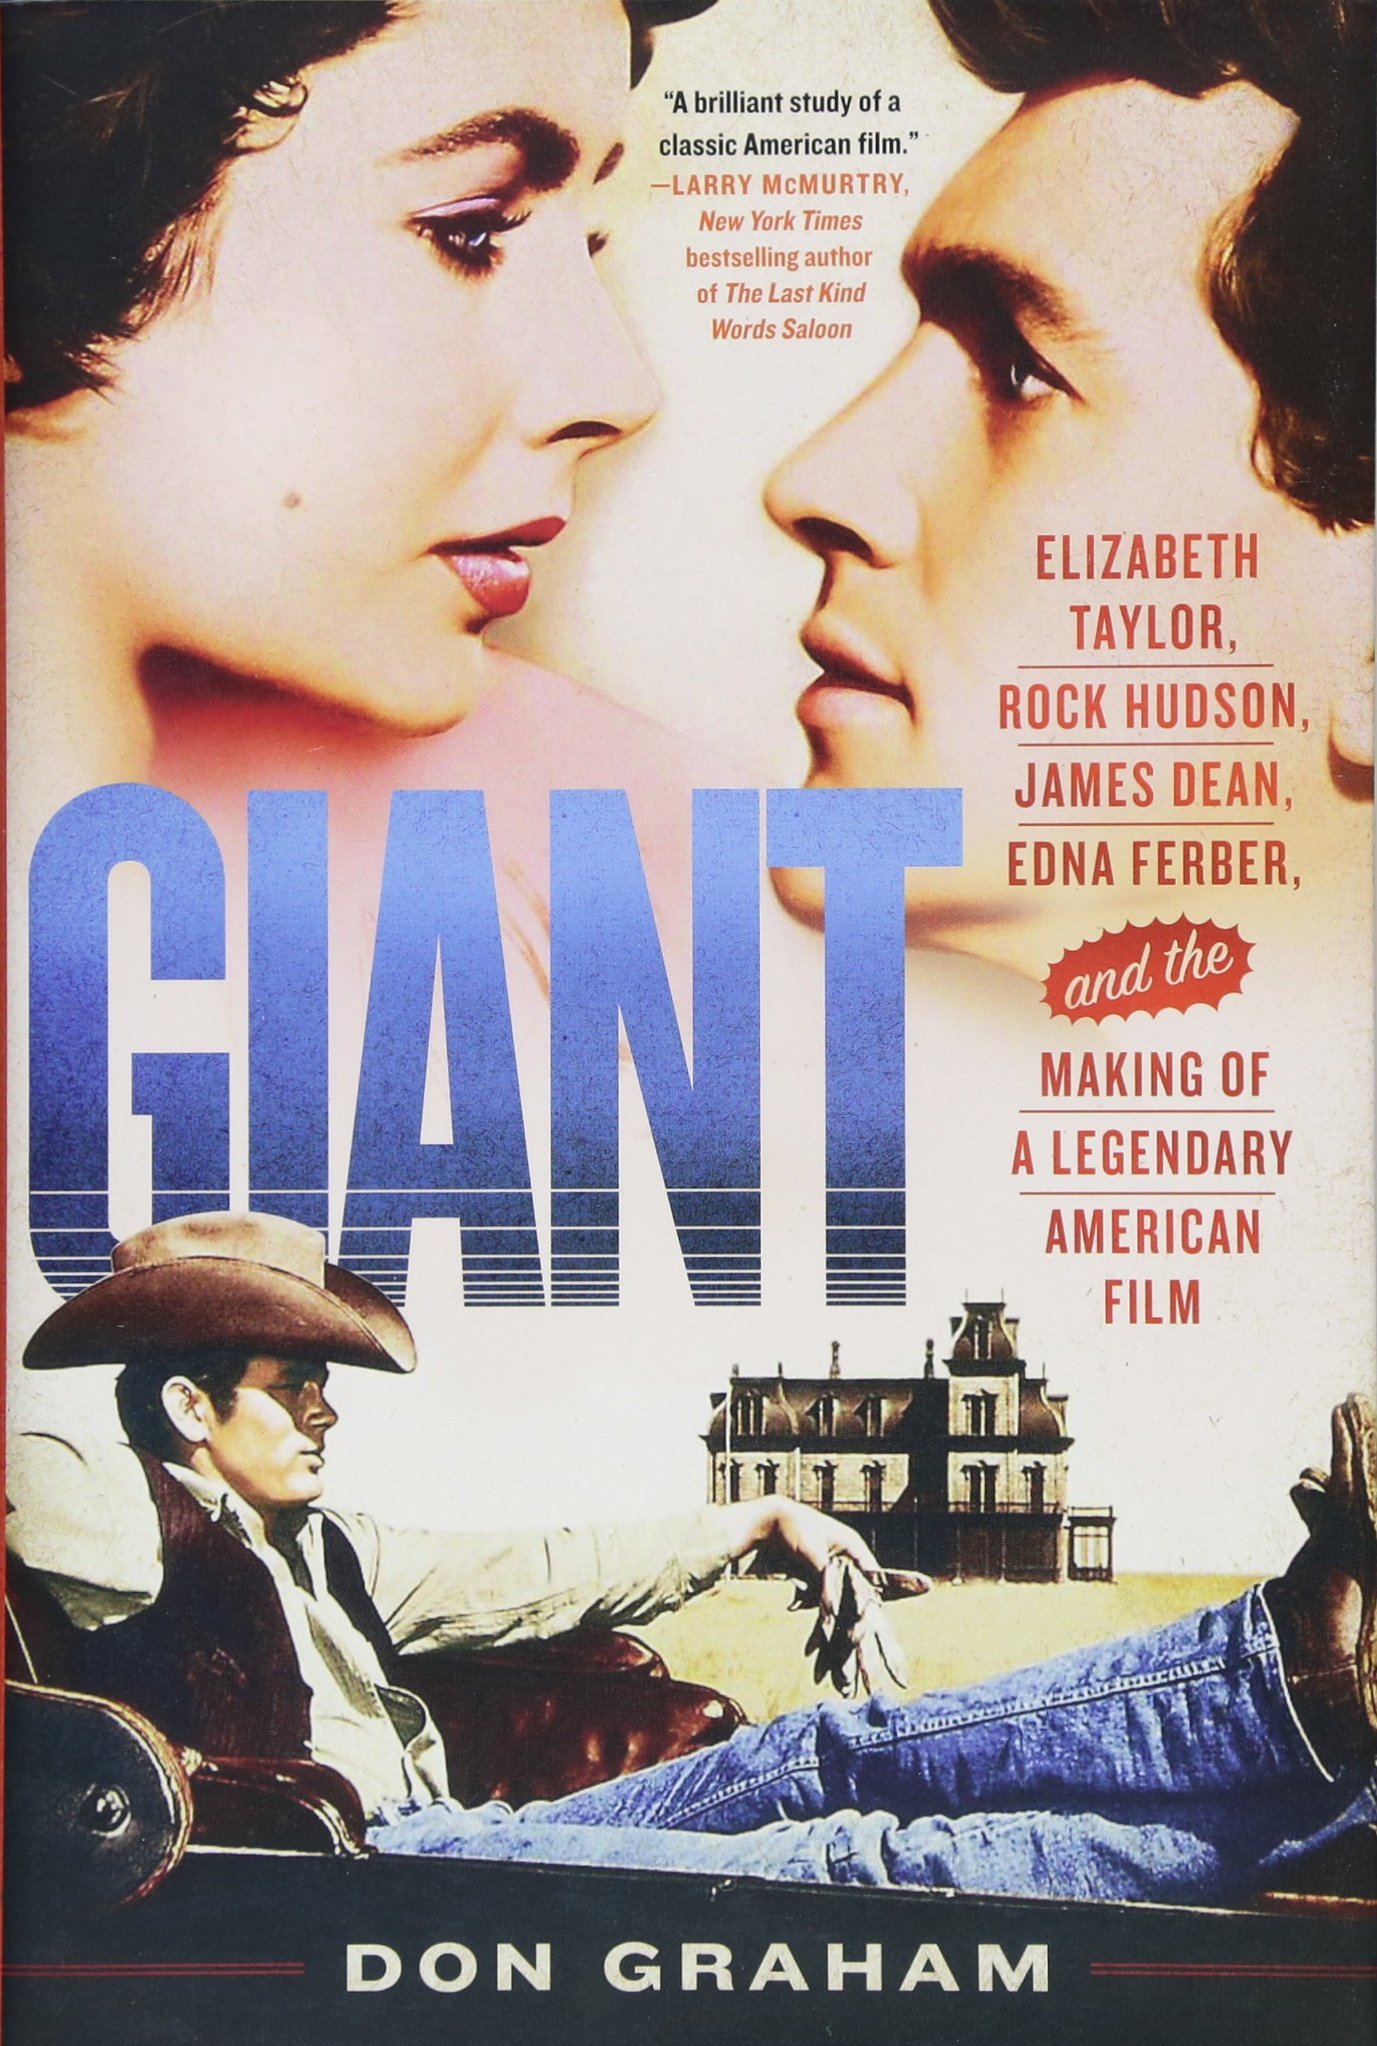 “A brilliant study of a
classic American film.”
—LARRY McMURTRY,
New York Times
bestselling author
of The Last Kind
Words Saloon
ELIZABETH
TAYLOR,
ROCK HUDSON,
JAMES DEAN,
EDNA FERBER,
and the
MAKING OF
A LEGENDARY
AMERICAN
FILM
GIANT
DON GRAHAM